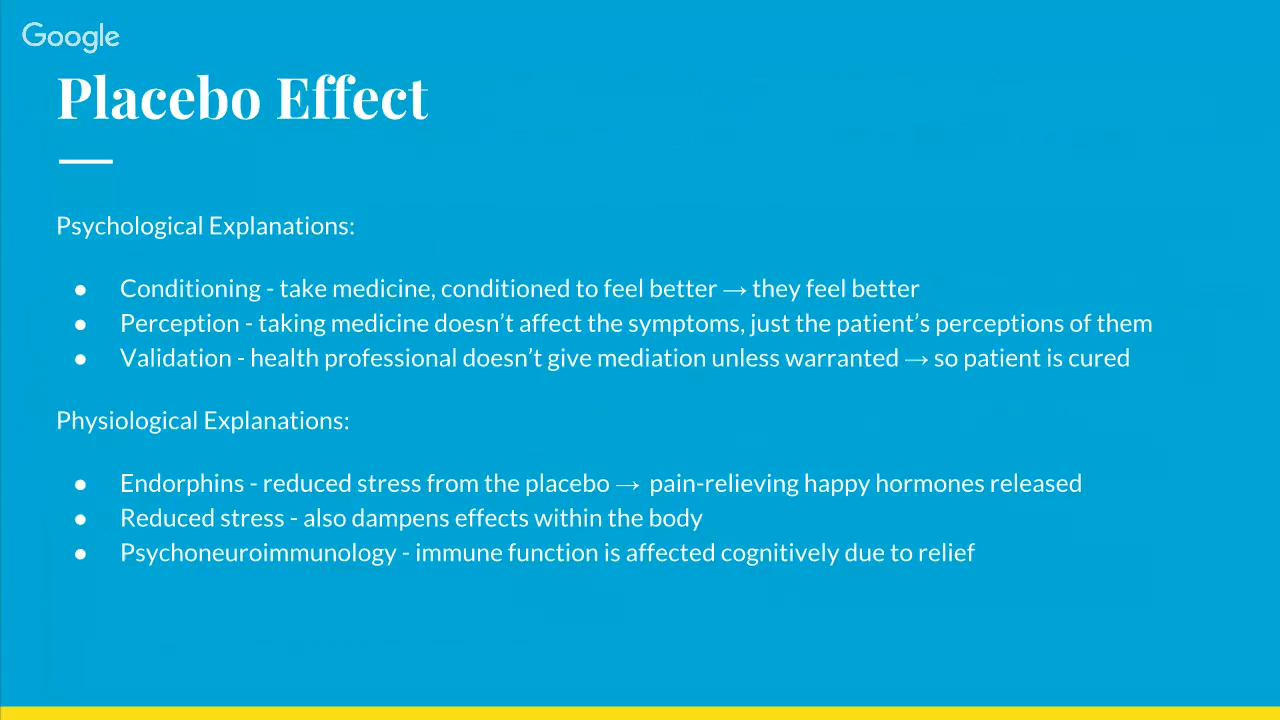 Google
Placebo Effect
Psychological Explanations:
● Conditioning - take medicine, conditioned to feel better → they feel better
● Perception - taking medicine doesn’t affect the symptoms, just the patient’s perceptions of them
● Validation - health professional doesn’t give mediation unless warranted → so patient is cured
Physiological Explanations:
● Endorphins - reduced stress from the placebo → pain-relieving happy hormones released
● Reduced stress - also dampens effects within the body
● Psychoneuroimmunology - immune function is affected cognitively due to relief